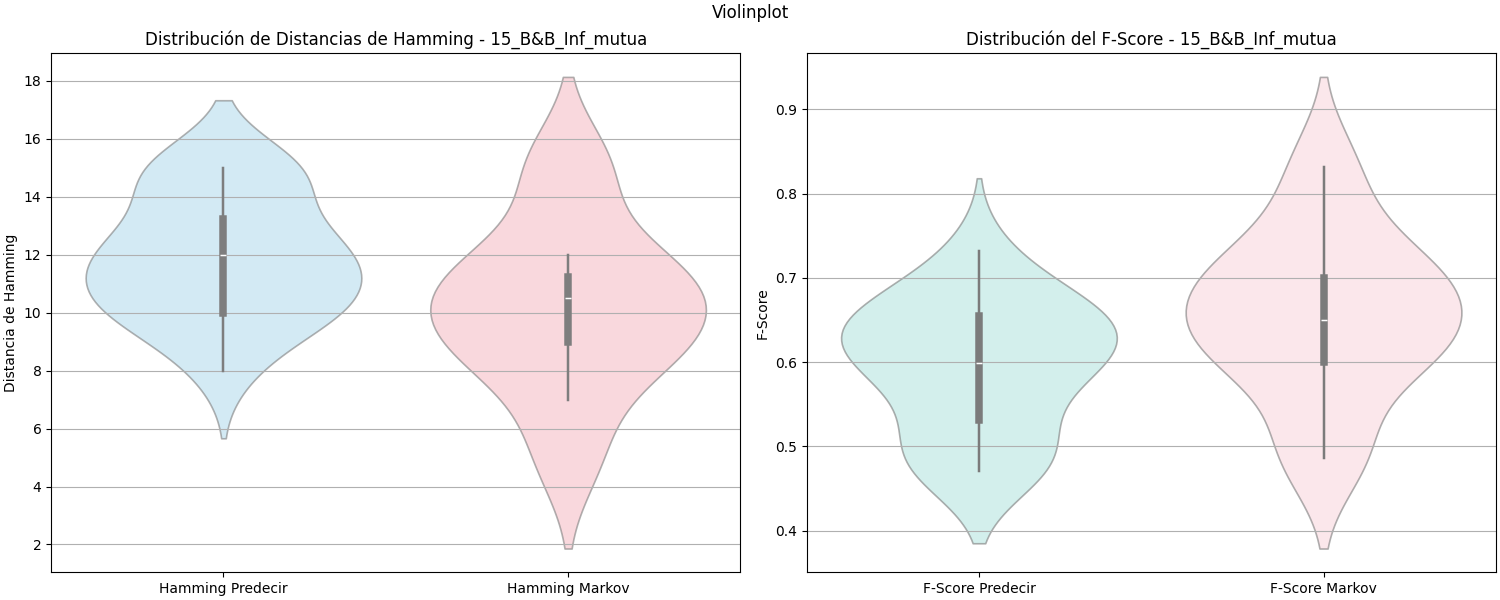 Violinplot
Distribución de Distancias de Hamming - 15_B&B_Inf_mutua
Distancia de Hamming
18
16
14
12
10
8
6
4
2
Hamming Predecir
Hamming Markov
Distribución del F-Score - 15_B&B_Inf_mutua
F-Score
0.9
0.8
0.7
0.6
0.5
0.4
F-Score Predecir
F-Score Markov